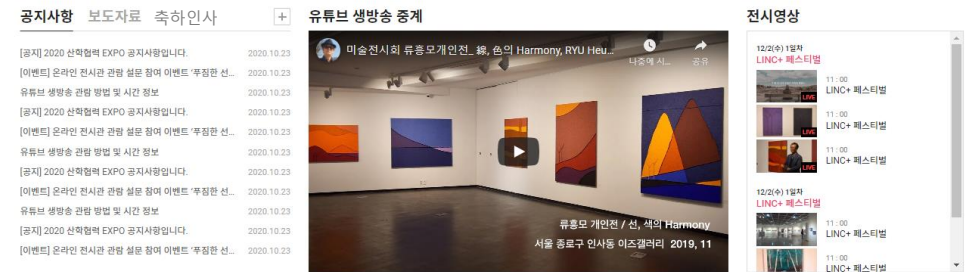 공지사항 보도자료 축하인사 +
[공지] 2020 산학협력 EXPO 공지사항입니다. 2020.10.23
[이벤트] 온라인 전시관 관람 설문 참여 이벤트 '푸짐한 선... 2020.10.23
유튜브 생방송 관람 방법 및 시간 정보 2020.10.23
[공지] 2020 산학협력 EXPO 공지사항입니다. 2020.10.23
[이벤트] 온라인 전시관 관람 설문 참여 이벤트 '푸짐한 선... 2020.10.23
유튜브 생방송 관람 방법 및 시간 정보 2020.10.23
[공지] 2020 산학협력 EXPO 공지사항입니다. 2020.10.23
[이벤트] 온라인 전시관 관람 설문 참여 이벤트 '푸짐한 선... 2020.10.23
유튜브 생방송 관람 방법 및 시간 정보 2020.10.23
[공지] 2020 산학협력 EXPO 공지사항입니다. 2020.10.23
[이벤트] 온라인 전시관 관람 설문 참여 이벤트 '푸짐한 선... 2020.10.23
유튜브 생방송 중계
미술전시회 류흥모개인전_ 線, 色의 Harmony, RYU Heu...
나중에 시...
공유
류흥모 개인전 / 선, 색의 Harmony
서울 종로구 인사동 이즈갤러리 2019, 11
전시영상
12/2(수) 1일차
LINC+ 페스티벌
11 : 00
LINC+ 페스티벌
LIVE
11 : 00
LINC+ 페스티벌
LIVE
11 : 00
LINC+ 페스티벌
LIVE
12/2(수) 1일차
LINC+ 페스티벌
11 : 00
LINC+ 페스티벌
11 : 00
LINC+ 페스티벌